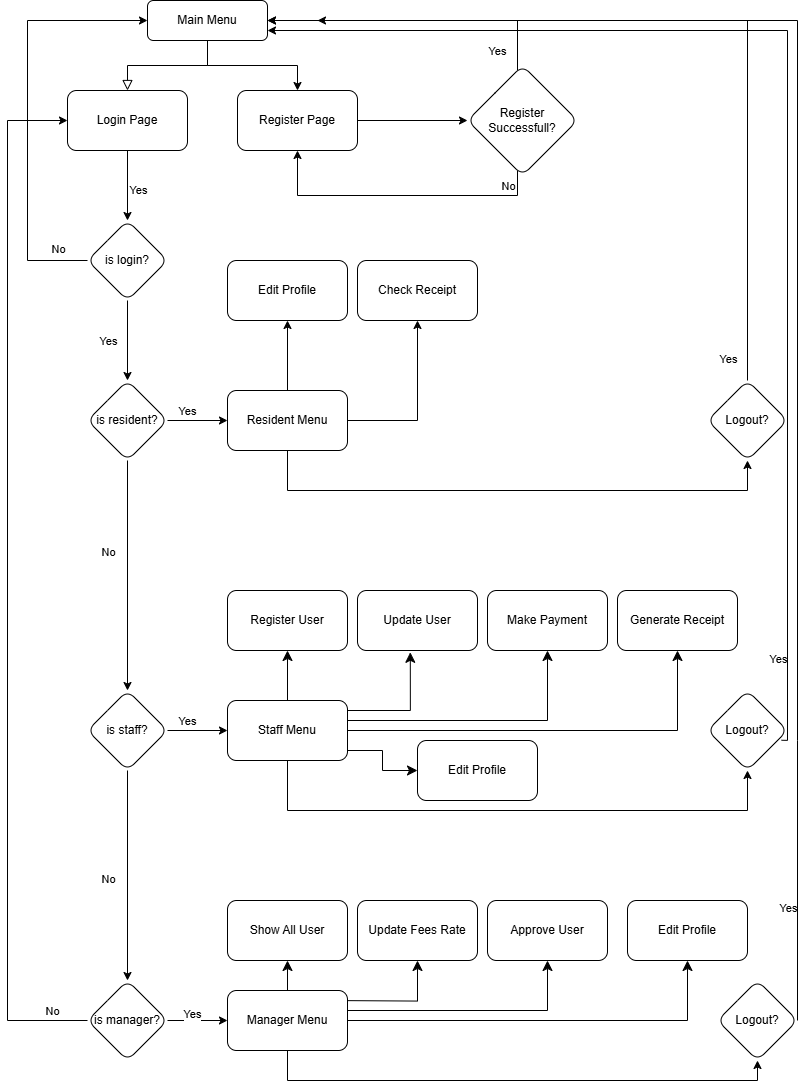 Main Menu
Yes
Login Page
Register Page
Register
Successfull?
Yes
No
No
is login?
Edit Profile
Check Receipt
Yes
Yes
is resident?
Yes
Resident Menu
Logout?
No
Register User
Update User
Make Payment
Generate Receipt
Yes
is staff?
Yes
Staff Menu
Logout?
Edit Profile
No
Yes
Show All User
Update Fees Rate
Approve User
Edit Profile
No
is manager?
Yes
Manager Menu
Logout?